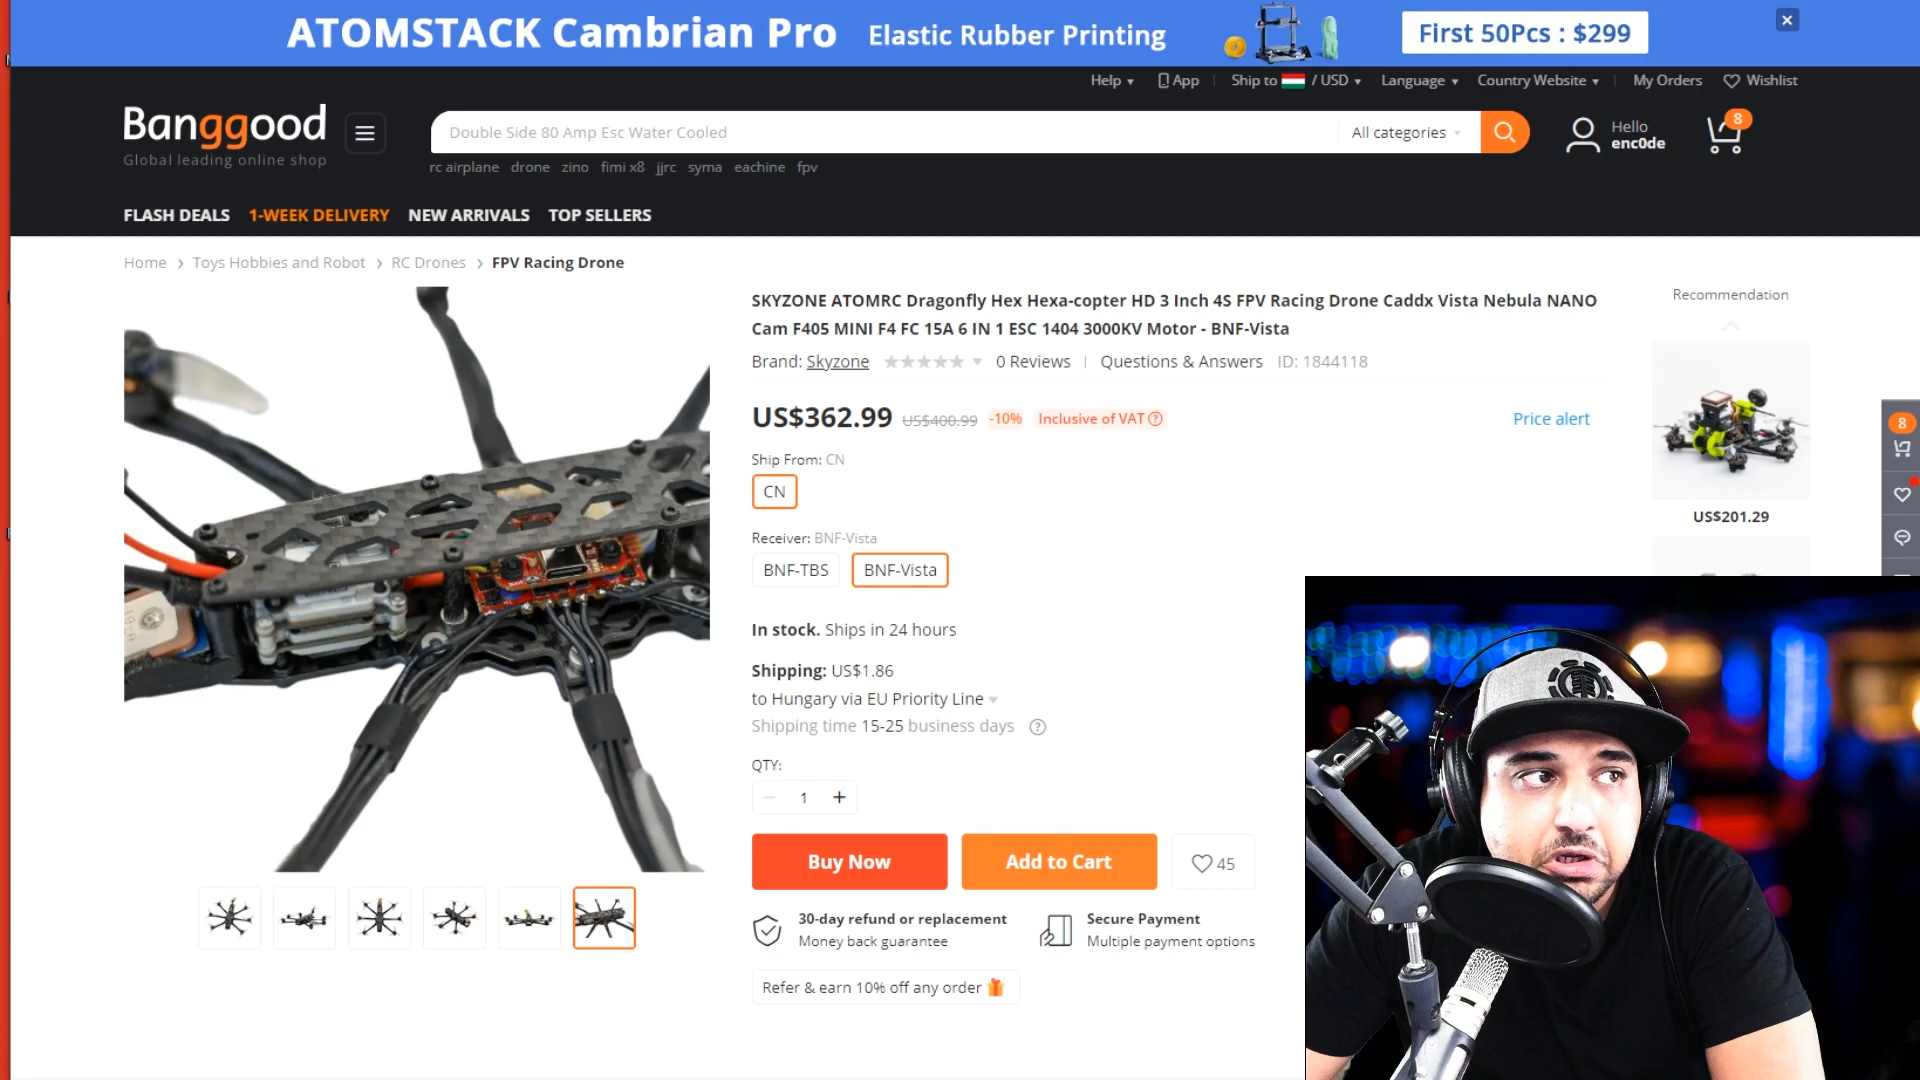 ATOMSTACK Cambrian Pro Elastic Rubber Printing First 50Pcs : $299
Help App Ship to / USD Language Country Website My Orders Wishlist
Banggood
Global leading online shop
Double Side 80 Amp Esc Water Cooled All categories
Hello
enc0de
8
rc airplane drone zino fimi x8 jjrc syma eachine fpv
FLASH DEALS 1-WEEK DELIVERY NEW ARRIVALS TOP SELLERS
Home > Toys Hobbies and Robot > RC Drones > FPV Racing Drone
SKYZONE ATOMRC Dragonfly Hex Hexa-copter HD 3 Inch 4S FPV Racing Drone Caddx Vista Nebula NANO
Cam F405 MINI F4 FC 15A 6 IN 1 ESC 1404 3000KV Motor - BNF-Vista
Brand: Skyzone 0 Reviews | Questions & Answers ID: 1844118
US$362.99 US$400.99 -10% Inclusive of VAT ? Price alert
Ship From: CN
CN
Receiver: BNF-Vista
BNF-TBS BNF-Vista
In stock. Ships in 24 hours
Shipping: US$1.86
to Hungary via EU Priority Line
Shipping time 15-25 business days ?
QTY:
1 +
Buy Now Add to Cart 45
30-day refund or replacement
Money back guarantee
Secure Payment
Multiple payment options
Refer & earn 10% off any order
Recommendation
US$201.29
8